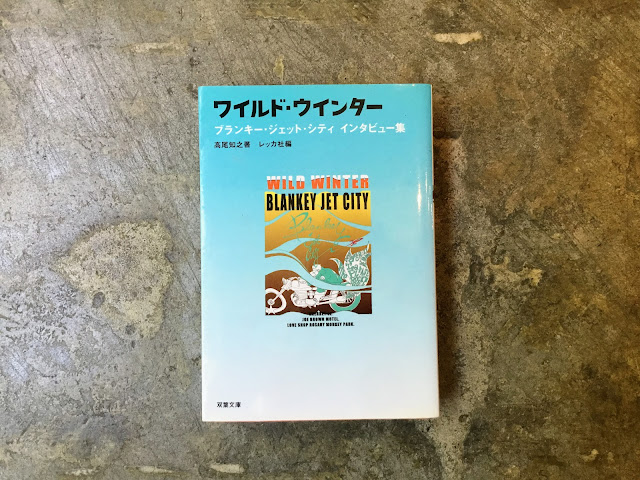 ワイルド・ウインター
ブランキー・ジェット・シティ インタビュー集
高尾知之著　レッカ社編
WILD WINTER
BLANKEY JET CITY
JOE BROWN MOTEL.
LOVE SHOP ROSARY MONKEY PARK.
双葉文庫